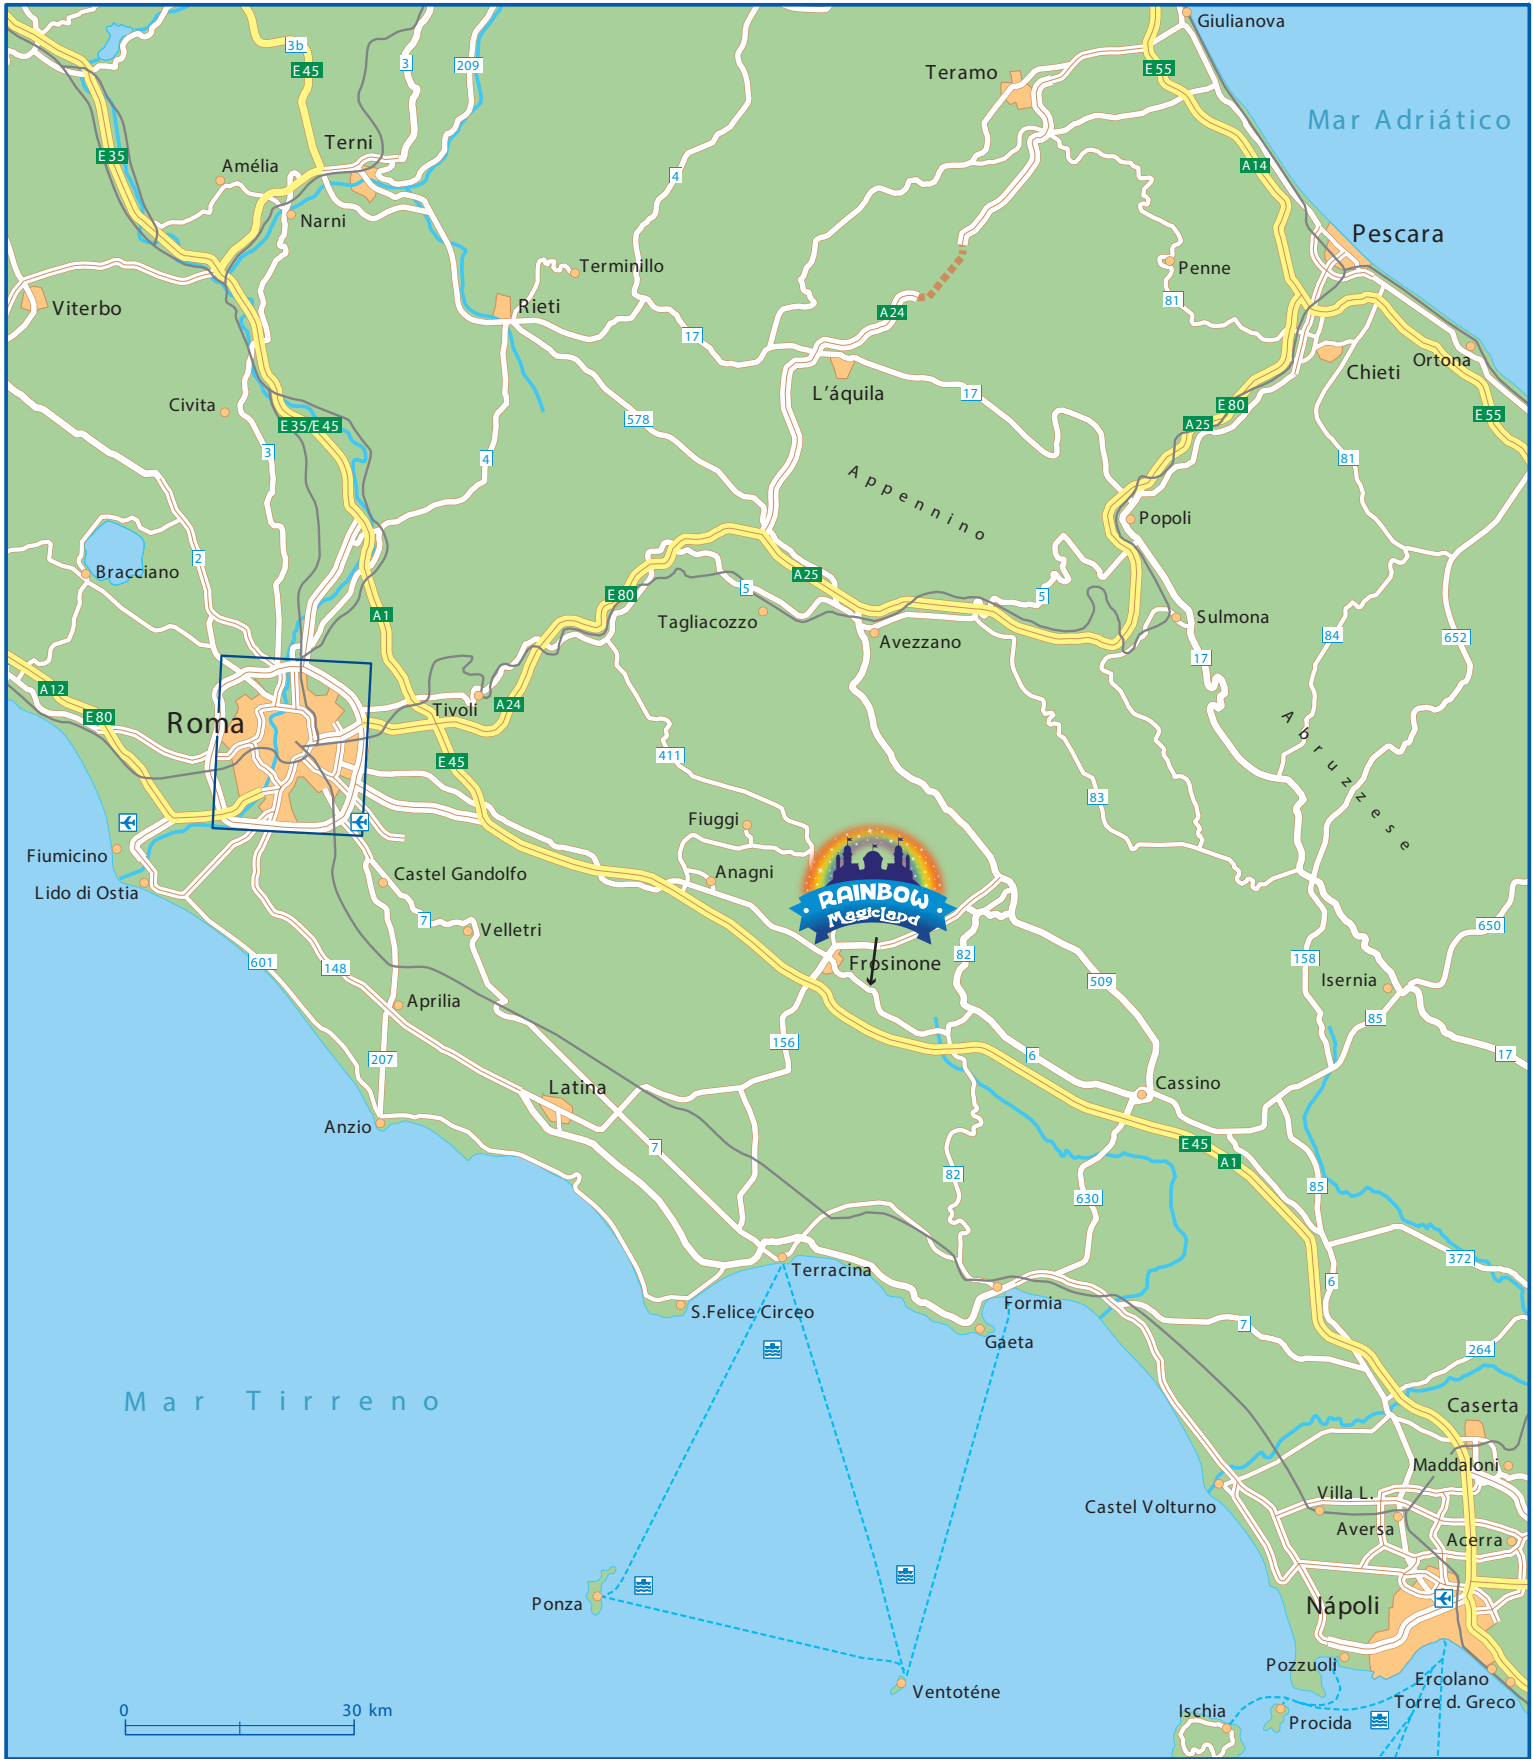 Giulianova
3b
E45
3
209
Teramo
E55
Mar Adriático
Terni
E35
Amélia
A14
4
Narni
Pescara
Terminillo
Penne
Viterbo
Rieti
81
A24
17
Ortona
Chieti
L'áquila
17
Civita
E80
E35/E45
578
A25
E55
3
4
81
Appennino
Popoli
2
Bracciano
A25
5
E80
5
A1
Tagliacozzo
Sulmona
Avezzano
84
652
17
A12
Tivoli
A24
E80
Roma
Abruzzese
411
E45
83
Fiuggi
Fiumicino
Castel Gandolfo
Anagni
Lido di Ostia
RAINBOW
MagicLand
7
Velletri
650
601
148
Frosinone
82
158
509
Isernia
Aprilia
85
156
6
17
207
Latina
Cassino
Anzio
7
E45
A1
82
630
85
372
Terracina
6
S.Felice Circeo
Formia
7
Gaeta
264
Mar Tirreno
Caserta
Maddaloni
Villa L.
Castel Volturno
Aversa
Acerra
Ponza
Nápoli
Pozzuoli
Ercolano
Ventoténe
Torre d. Greco
0 30 km
Ischia
Procida